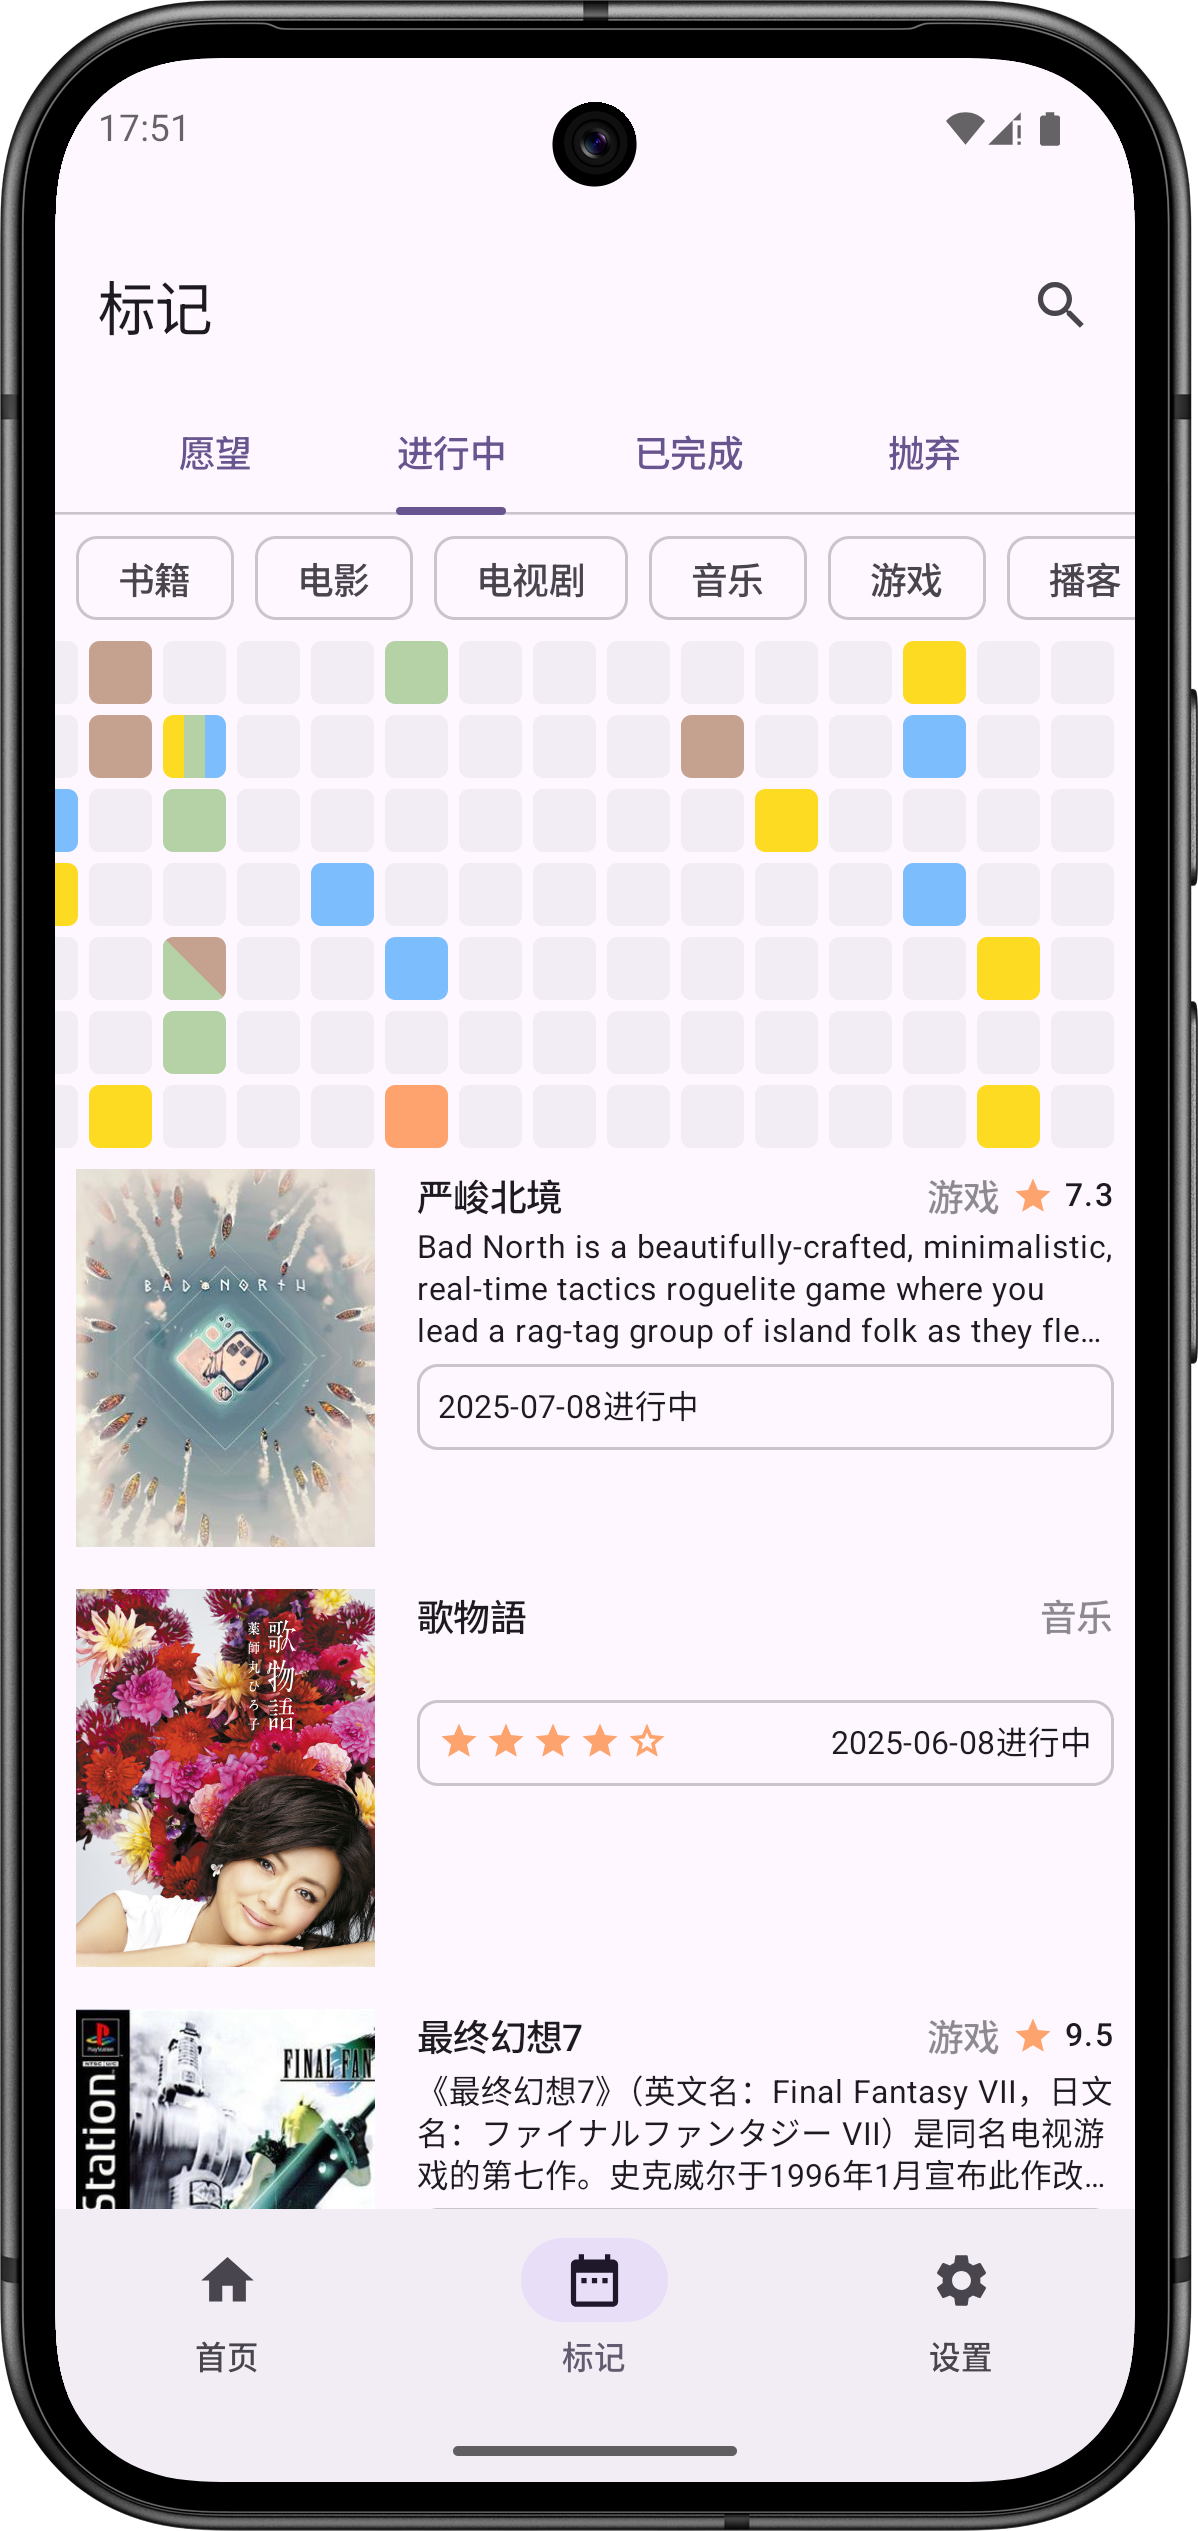 17:51
标记
愿望
进行中
已完成
抛弃
书籍
电影
电视剧
音乐
游戏
播客
BAD NORTH
严峻北境
游戏 7.3
Bad North is a beautifully-crafted, minimalistic,
real-time tactics roguelite game where you
lead a rag-tag group of island folk as they fle…
2025-07-08进行中
歌物語
薬師丸ひろ子
歌物語
音乐
2025-06-08进行中
PlayStation
NTSC U/C
Station
FINAL FAN
最终幻想7
游戏 9.5
《最终幻想7》（英文名：Final Fantasy VII，日文
名：ファイナルファンタジー VII）是同名电视游
戏的第七作。史克威尔于1996年1月宣布此作改…
首页
标记
设置